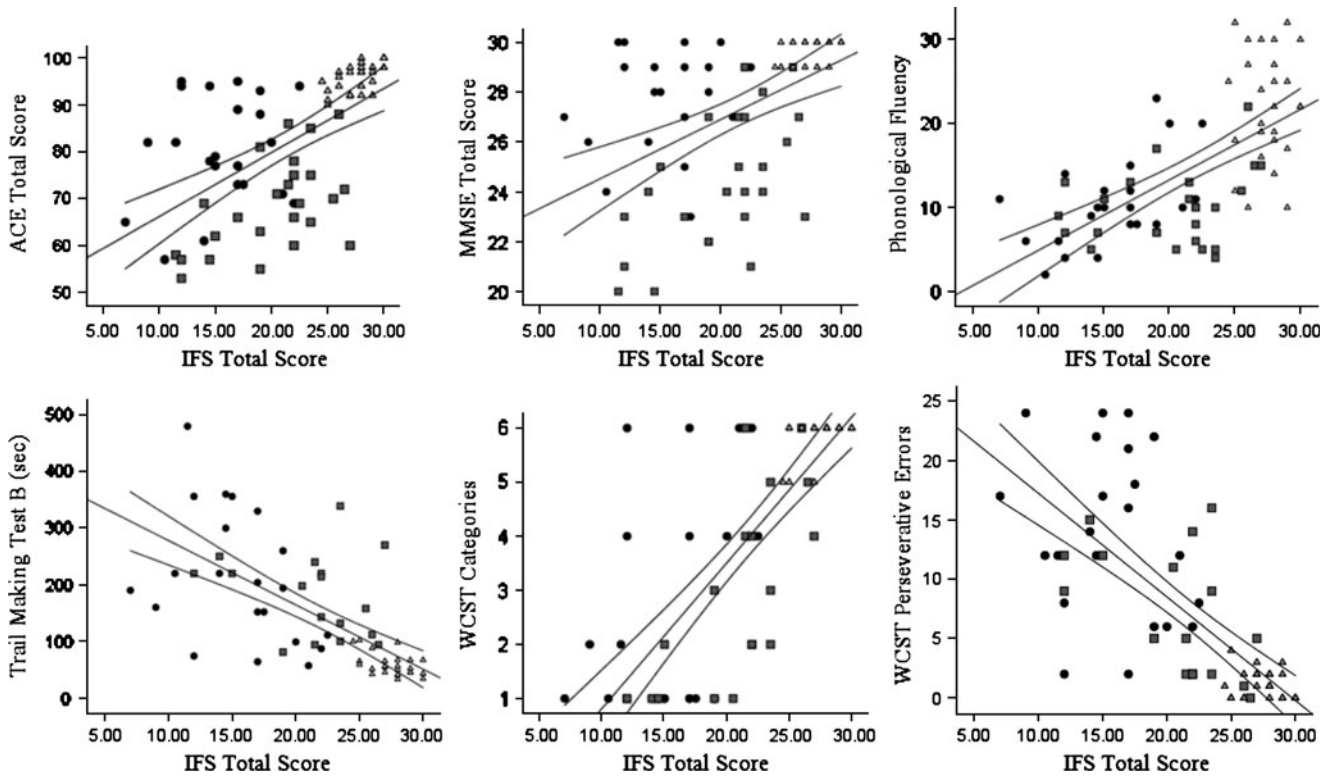 ACE Total Score
100
90
80
70
60
50
5.00 10.00 15.00 20.00 25.00 30.00
IFS Total Score
MMSE Total Score
30
28
26
24
22
20
5.00 10.00 15.00 20.00 25.00 30.00
IFS Total Score
Phonological Fluency
30
20
10
0
5.00 10.00 15.00 20.00 25.00 30.00
IFS Total Score
Trail Making Test B (sec)
500
400
300
200
100
0
5.00 10.00 15.00 20.00 25.00 30.00
IFS Total Score
WCST Categories
6
5
4
3
2
1
5.00 10.00 15.00 20.00 25.00 30.00
IFS Total Score
WCST Perseverative Errors
25
20
15
10
5
0
5.00 10.00 15.00 20.00 25.00 30.00
IFS Total Score